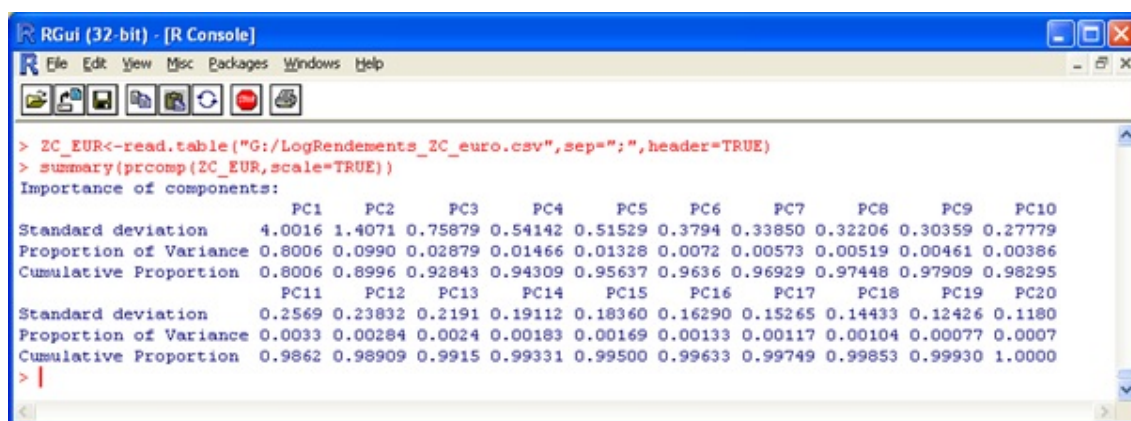 RGui (32-bit) - [R Console]
File Edit View Misc Packages Windows Help
STOP
> ZC_EUR<-read.table("G:/LogRendements_ZC_euro.csv",sep=";",header=TRUE)
> summary(prcomp(ZC_EUR,scale=TRUE))
Importance of components:
PC1 PC2 PC3 PC4 PC5 PC6 PC7 PC8 PC9 PC10
Standard deviation 4.0016 1.4071 0.75879 0.54142 0.51529 0.3794 0.33850 0.32206 0.30359 0.27779
Proportion of Variance 0.8006 0.0990 0.02879 0.01466 0.01328 0.0072 0.00573 0.00519 0.00461 0.00386
Cumulative Proportion 0.8006 0.8996 0.92843 0.94309 0.95637 0.9636 0.96929 0.97448 0.97909 0.98295
PC11 PC12 PC13 PC14 PC15 PC16 PC17 PC18 PC19 PC20
Standard deviation 0.2569 0.23832 0.2191 0.19112 0.18360 0.16290 0.15265 0.14433 0.12426 0.1180
Proportion of Variance 0.0033 0.00284 0.0024 0.00183 0.00169 0.00133 0.00117 0.00104 0.00077 0.0007
Cumulative Proportion 0.9862 0.98909 0.9915 0.99331 0.99500 0.99633 0.99749 0.99853 0.99930 1.0000
>